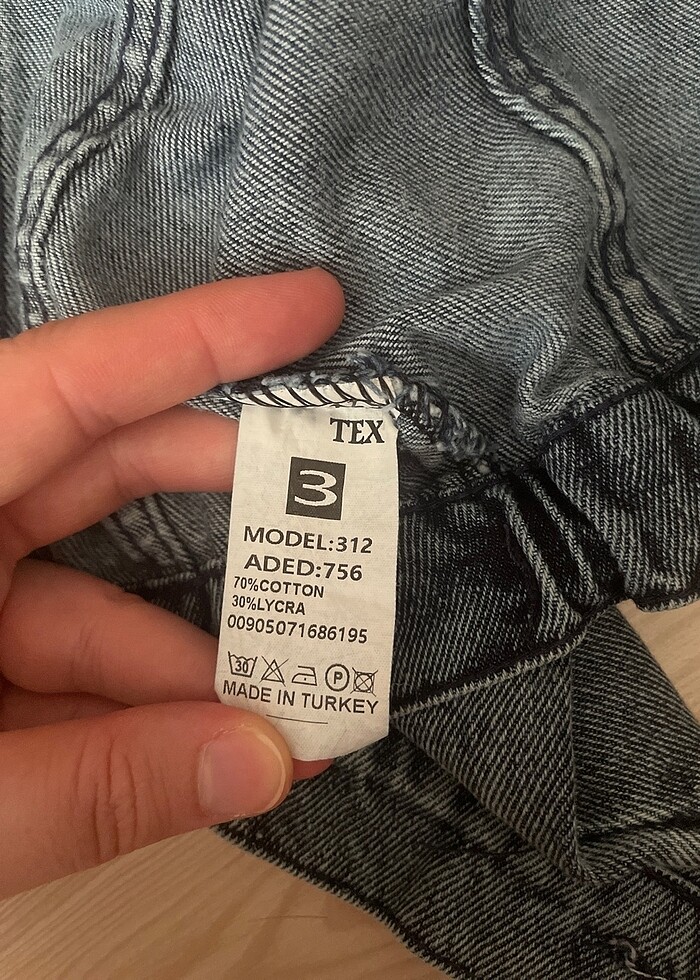 TEX
3
MODEL:312
ADED:756
70%COTTON
30%LYCRA
00905071686195
30 P
MADE IN TURKEY